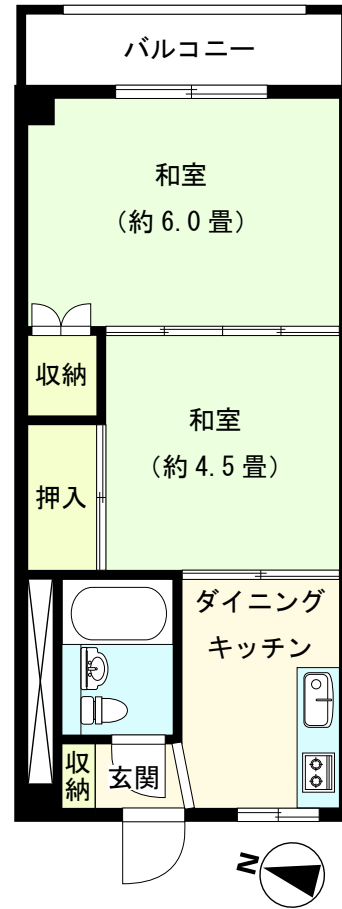 バルコニー
和室
（約 6.0 畳）
収納
和室
（約 4.5 畳）
押入
ダイニング
キッチン
収納
玄関
N